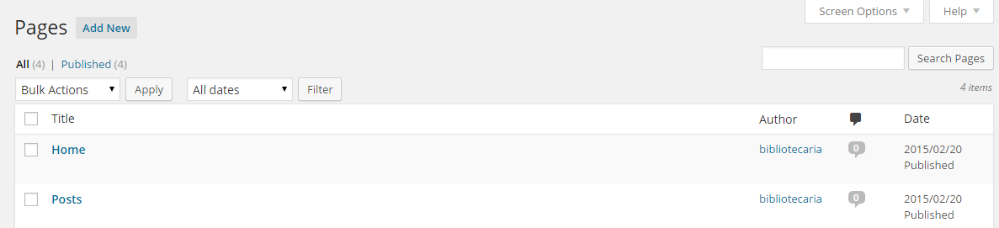 Screen Options Help
Pages Add New
All (4) | Published (4)
Search Pages
Bulk Actions Apply All dates Filter
4 items
Title Author Date
Home bibliotecaria 0 2015/02/20
Published
Posts bibliotecaria 0 2015/02/20
Published